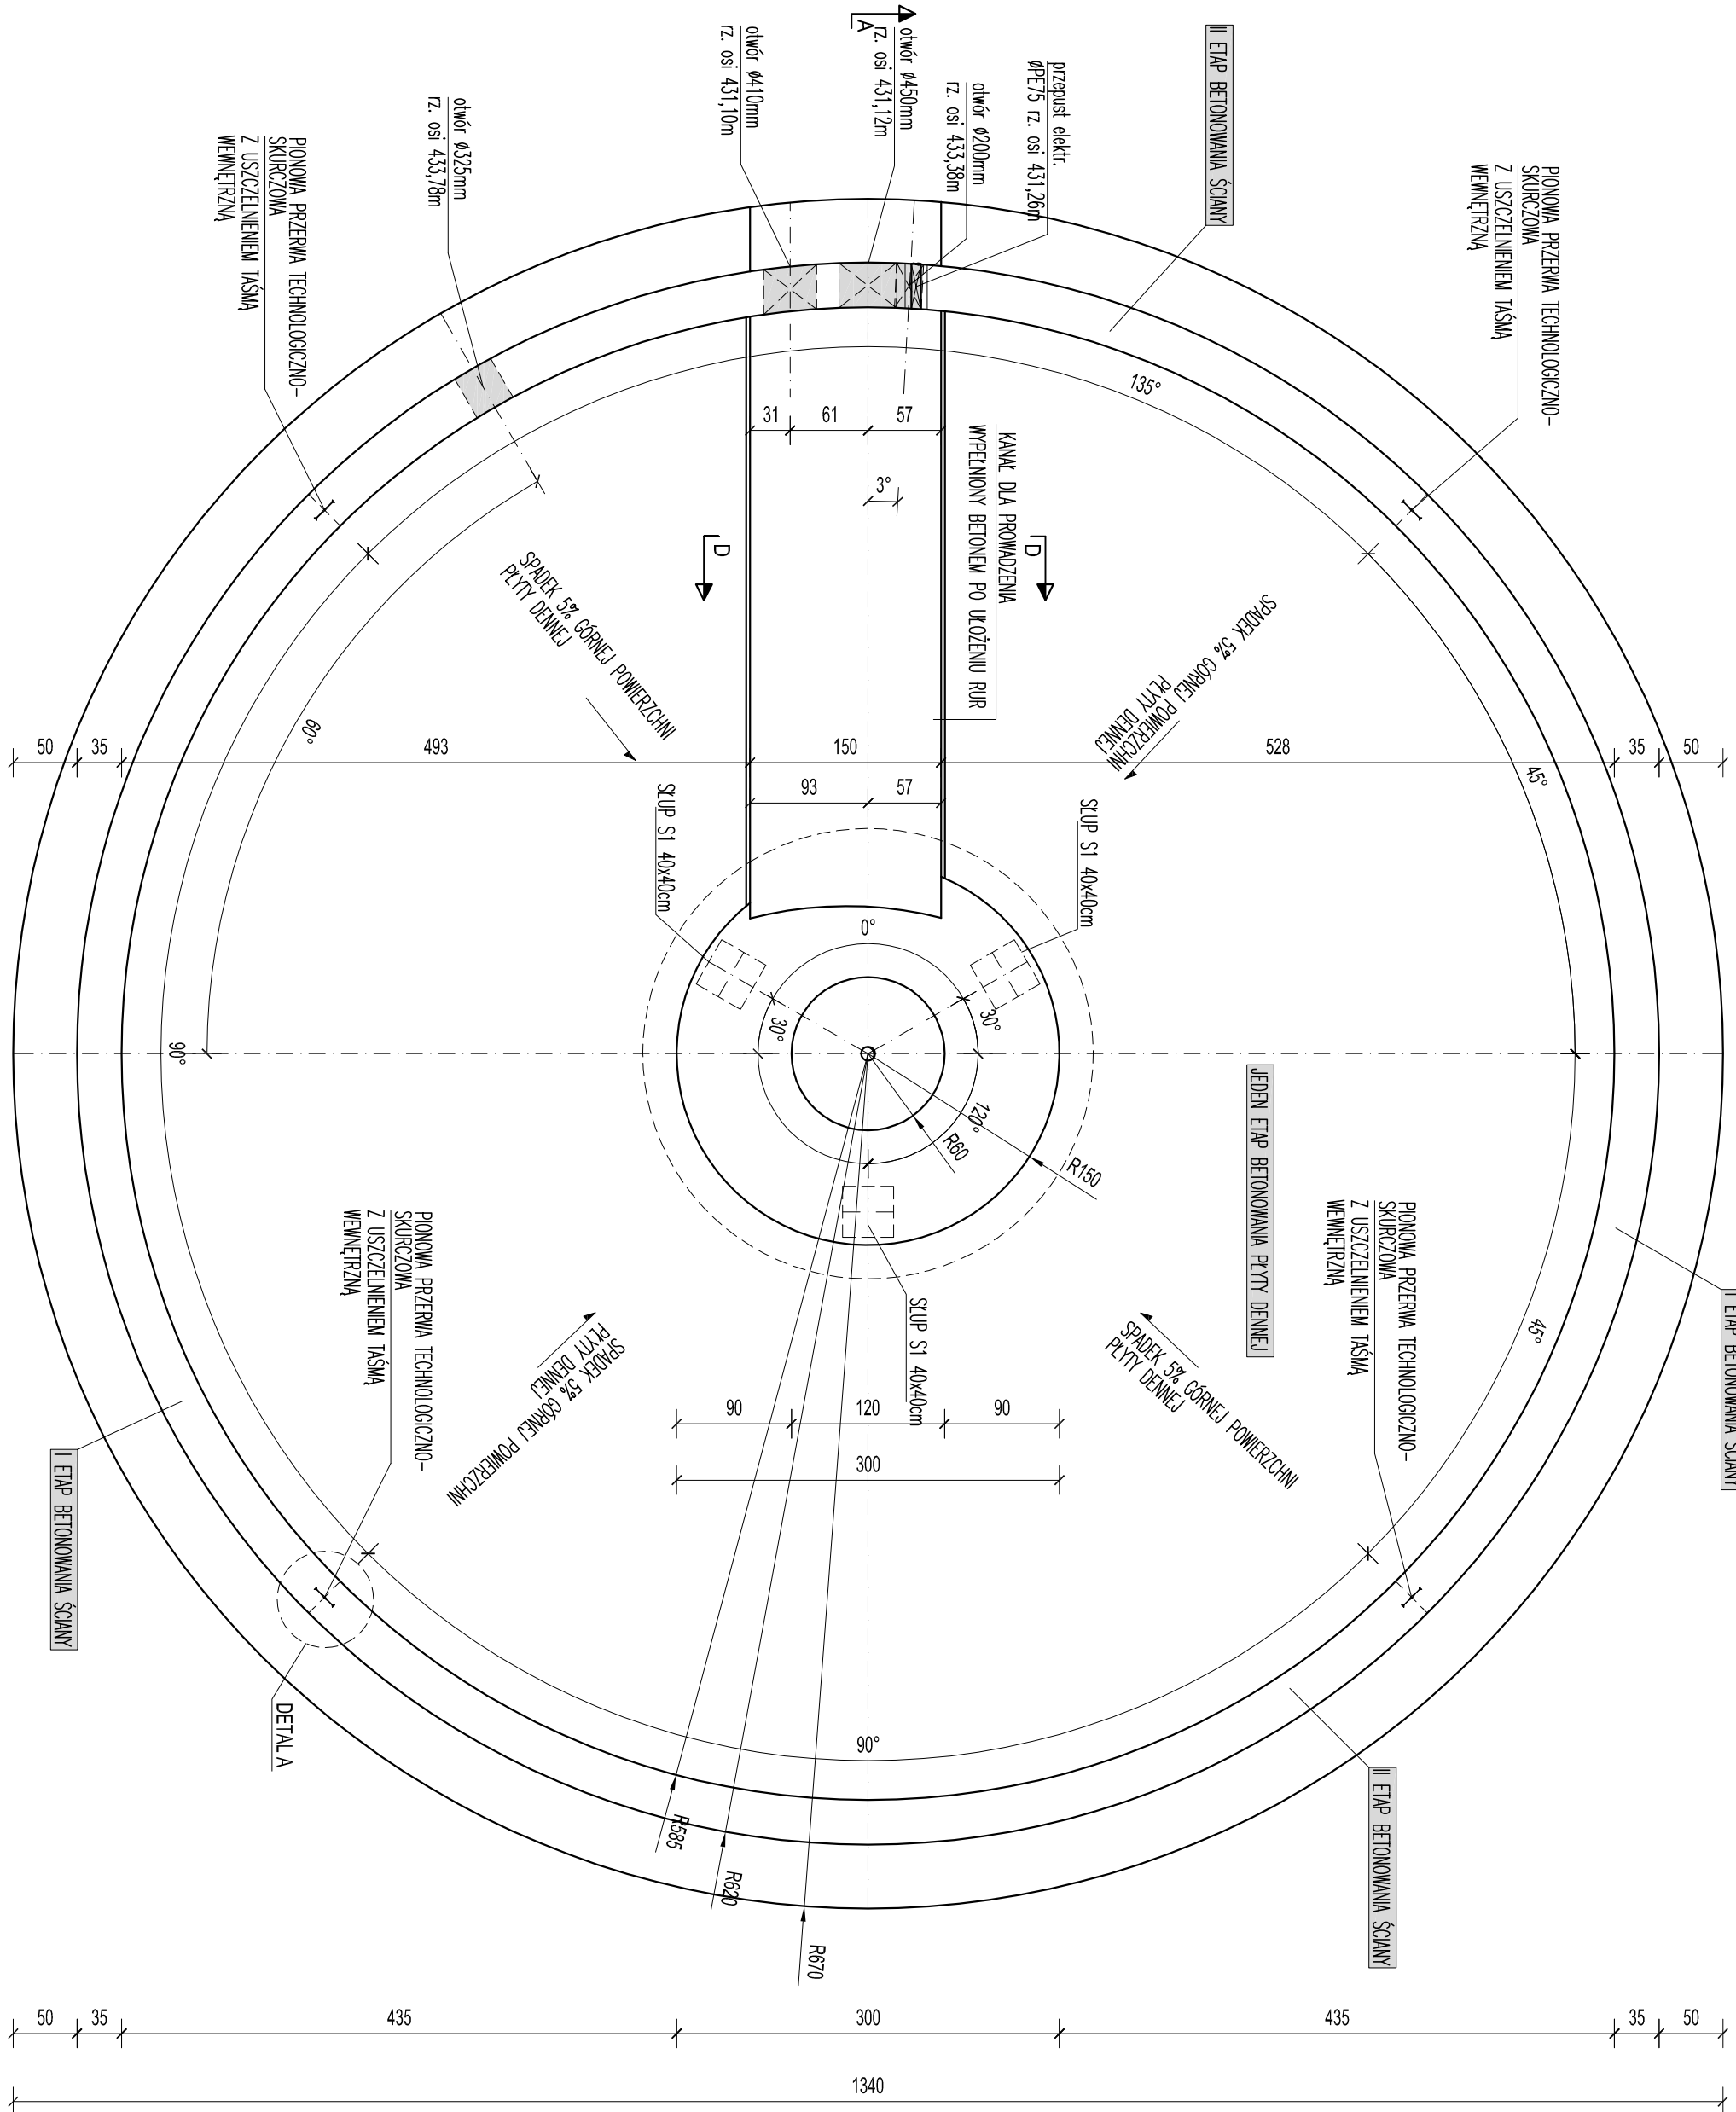 A
otwór Ø410mm
rz. osi 431,10m
otwór Ø450mm
rz. osi 431,12m
otwór Ø200mm
rz. osi 433,38m
przepust elektr.
ØPE75 rz. osi 431,26m
II ETAP BETONOWANIA ŚCIANY
otwór Ø325mm
rz. osi 433,78m
PIONOWA PRZERWA TECHNOLOGICZNO-
SKURCZOWA
Z USZCZELNIENIEM TAŚMĄ
WEWNĘTRZNĄ
PIONOWA PRZERWA TECHNOLOGICZNO-
SKURCZOWA
Z USZCZELNIENIEM TAŚMĄ
WEWNĘTRZNĄ
135°
31
61
57
3°
KANAŁ DLA PROWADZENIA
WYPEŁNIONY BETONEM PO UŁOŻENIU RUR
D
D
SPADEK 5% GÓRNEJ POWIERZCHNI
PŁYTY DENNEJ
SPADEK 5% GÓRNEJ POWIERZCHNI
PŁYTY DENNEJ
60°
50
35
493
150
528
35
50
45°
93
57
SŁUP S1 40x40cm
SŁUP S1 40x40cm
0°
30°
30°
90°
120°
R60
R150
JEDEN ETAP BETONOWANIA PŁYTY DENNEJ
PIONOWA PRZERWA TECHNOLOGICZNO-
SKURCZOWA
Z USZCZELNIENIEM TAŚMĄ
WEWNĘTRZNĄ
PIONOWA PRZERWA TECHNOLOGICZNO-
SKURCZOWA
Z USZCZELNIENIEM TAŚMĄ
WEWNĘTRZNĄ
I ETAP BETONOWANIA ŚCIANY
45°
SŁUP S1 40x40cm
SPADEK 5% GÓRNEJ POWIERZCHNI
PŁYTY DENNEJ
SPADEK 5% GÓRNEJ POWIERZCHNI
PŁYTY DENNEJ
90
120
90
300
I ETAP BETONOWANIA ŚCIANY
DETAL A
90°
II ETAP BETONOWANIA ŚCIANY
R585
R620
R670
50
35
435
300
435
35
50
1340